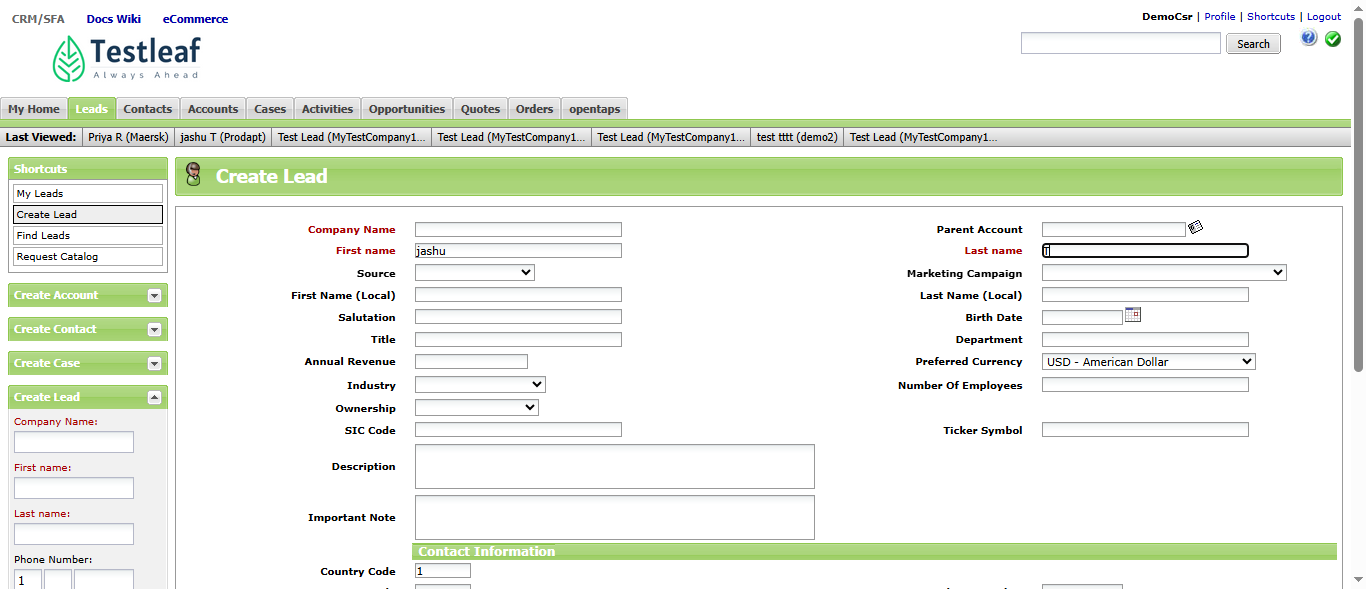 CRM/SFA Docs Wiki eCommerce
DemoCsr | Profile | Shortcuts | Logout
Testleaf
Always Ahead
Search
My Home Leads Contacts Accounts Cases Activities Opportunities Quotes Orders opentaps
Last Viewed: Priya R (Maersk) jashu T (Prodapt) Test Lead (MyTestCompany1... Test Lead (MyTestCompany1... Test Lead (MyTestCompany1... test tttt (demo2) Test Lead (MyTestCompany1...
Shortcuts
My Leads
Create Lead
Find Leads
Request Catalog
Create Account
Create Contact
Create Case
Create Lead
Company Name:
First name:
Last name:
Phone Number:
1
Create Lead
Company Name Parent Account
First name jashu Last name T
Source Marketing Campaign
First Name (Local) Last Name (Local)
Salutation Birth Date
Title Department
Annual Revenue Preferred Currency USD - American Dollar
Industry Number Of Employees
Ownership
SIC Code Ticker Symbol
Description
Important Note
Contact Information
Country Code 1